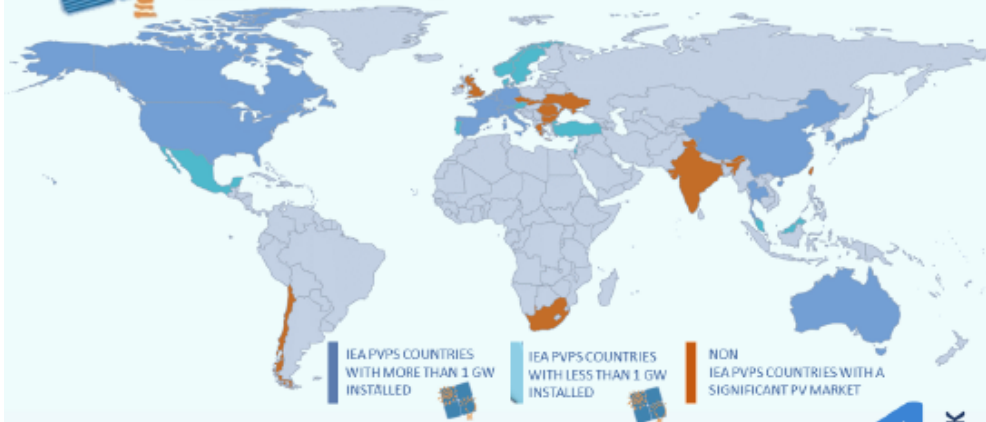 IEA PVPS COUNTRIES
WITH MORE THAN 1 GW
INSTALLED
IEA PVPS COUNTRIES
WITH LESS THAN 1 GW
INSTALLED
NON
IEA PVPS COUNTRIES WITH A
SIGNIFICANT PV MARKET
K